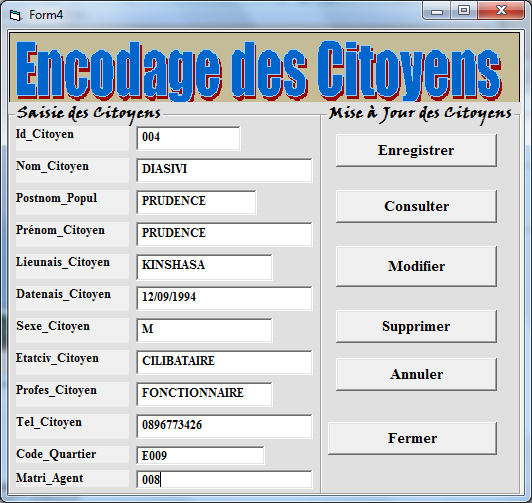 Form4
Encodage des Citoyens
Saisie des Citoyens
Id_Citoyen 004
Nom_Citoyen DIASIVI
Postnom_Popul PRUDENCE
Prénom_Citoyen PRUDENCE
Lieunais_Citoyen KINSHASA
Datenais_Citoyen 12/09/1994
Sexe_Citoyen M
Etatciv_Citoyen CILIBATAIRE
Profes_Citoyen FONCTIONNAIRE
Tel_Citoyen 0896773426
Code_Quartier E009
Matri_Agent 008
Mise à Jour des Citoyens
Enregistrer
Consulter
Modifier
Supprimer
Annuler
Fermer